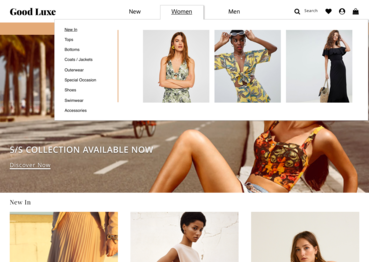 Good Luxe
New
Women
Men
Search
New In
Tops
Bottoms
Coats / Jackets
Outerwear
Special Occasion
Shoes
Swimwear
Accessories
S/S COLLECTION AVAILABLE NOW
Discover Now
New In